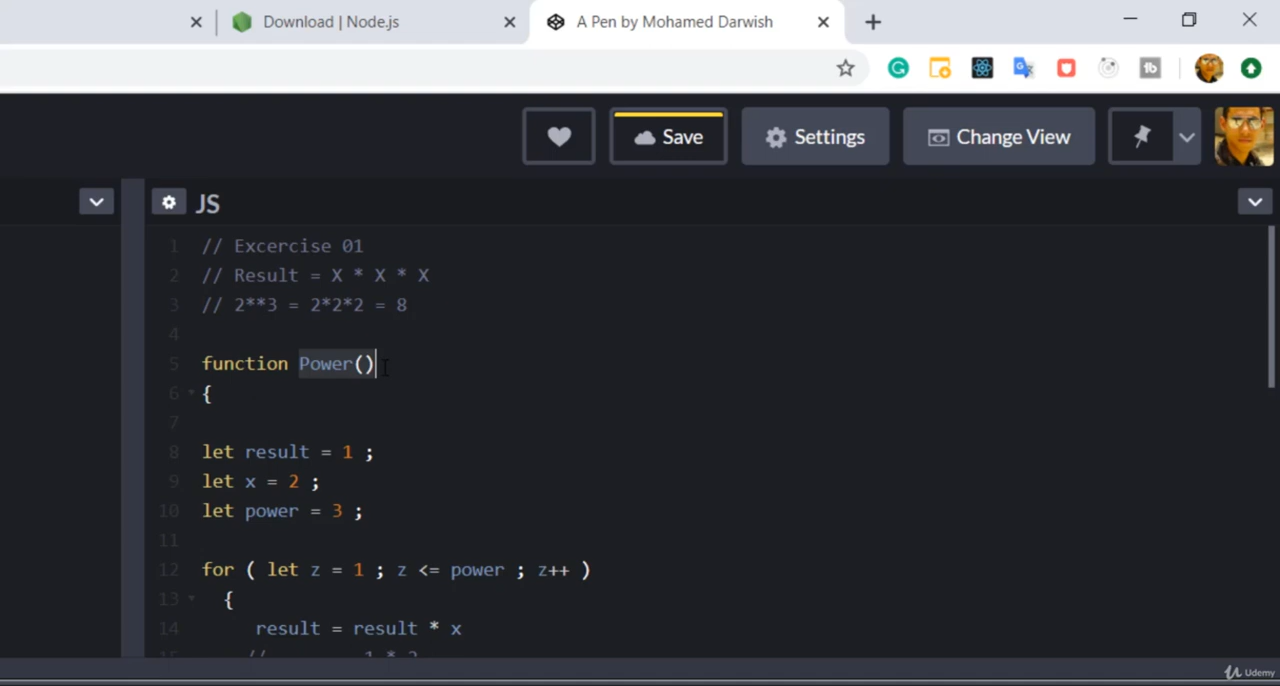 Download | Node.js
A Pen by Mohamed Darwish
Save
Settings
Change View
JS
1 // Excercise 01
2 // Result = X * X * X
3 // 2**3 = 2*2*2 = 8
4
5 function Power()
6 {
7
8 let result = 1 ;
9 let x = 2 ;
10 let power = 3 ;
11
12 for ( let z = 1 ; z <= power ; z++ )
13 {
14 result = result * x
Udemy